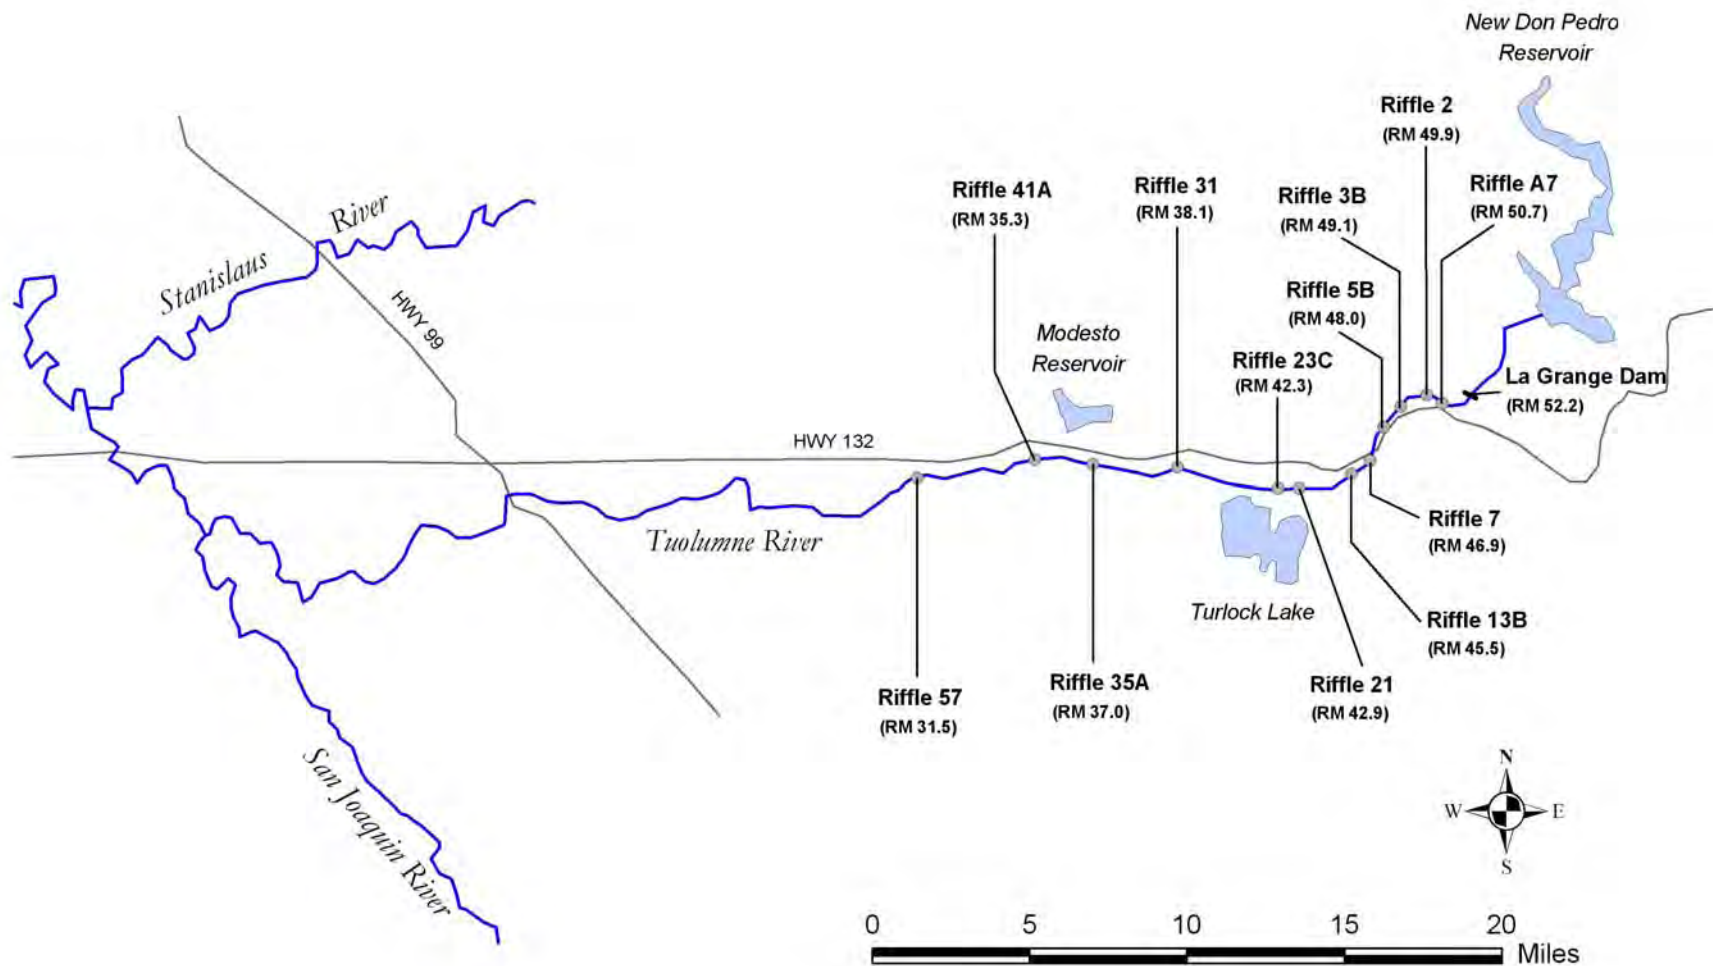 New Don Pedro
Reservoir
Riffle 2
(RM 49.9)
Riffle 41A
(RM 35.3)
Riffle 31
(RM 38.1)
Riffle 3B
(RM 49.1)
Riffle A7
(RM 50.7)
Stanislaus River
HWY 99
Riffle 5B
(RM 48.0)
Modesto
Reservoir
Riffle 23C
(RM 42.3)
La Grange Dam
(RM 52.2)
HWY 132
Tuolumne River
Riffle 7
(RM 46.9)
Turlock Lake
Riffle 13B
(RM 45.5)
Riffle 57
(RM 31.5)
Riffle 35A
(RM 37.0)
Riffle 21
(RM 42.9)
San Joaquin River
N
W E
S
0 5 10 15 20
Miles